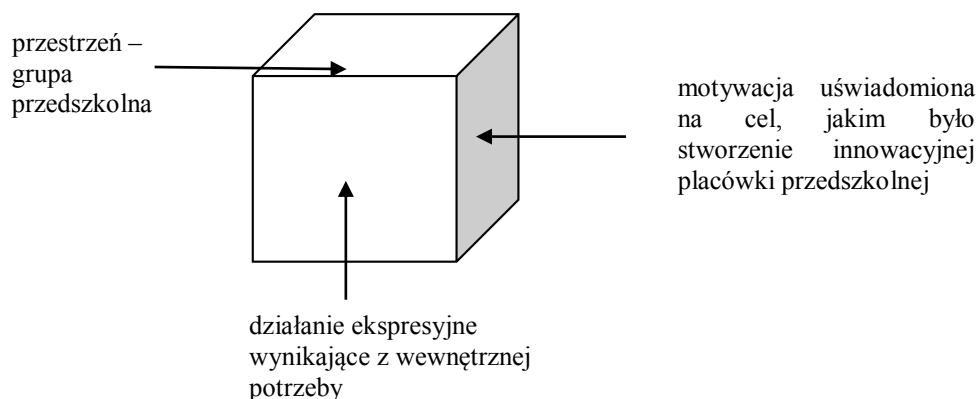 przestrzeń –
grupa
przedszkolna
motywacja uświadomiona
na cel, jakim było
stworzenie innowacyjnej
placówki przedszkolnej
działanie ekspresyjne
wynikające z wewnętrznej
potrzeby